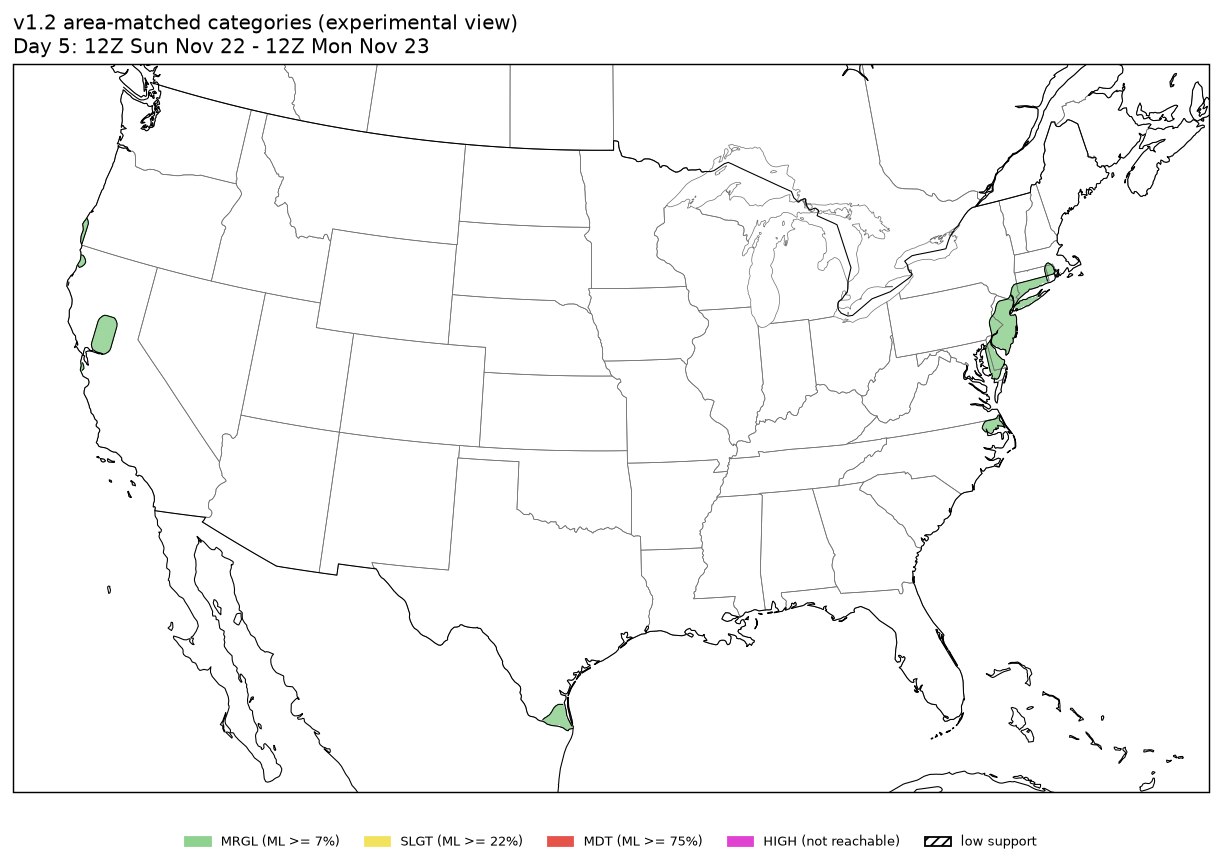 v1.2 area-matched categories (experimental view)
Day 5: 12Z Sun Nov 22 - 12Z Mon Nov 23
MRGL (ML >= 7%) SLGT (ML >= 22%) MDT (ML >= 75%) HIGH (not reachable) low support